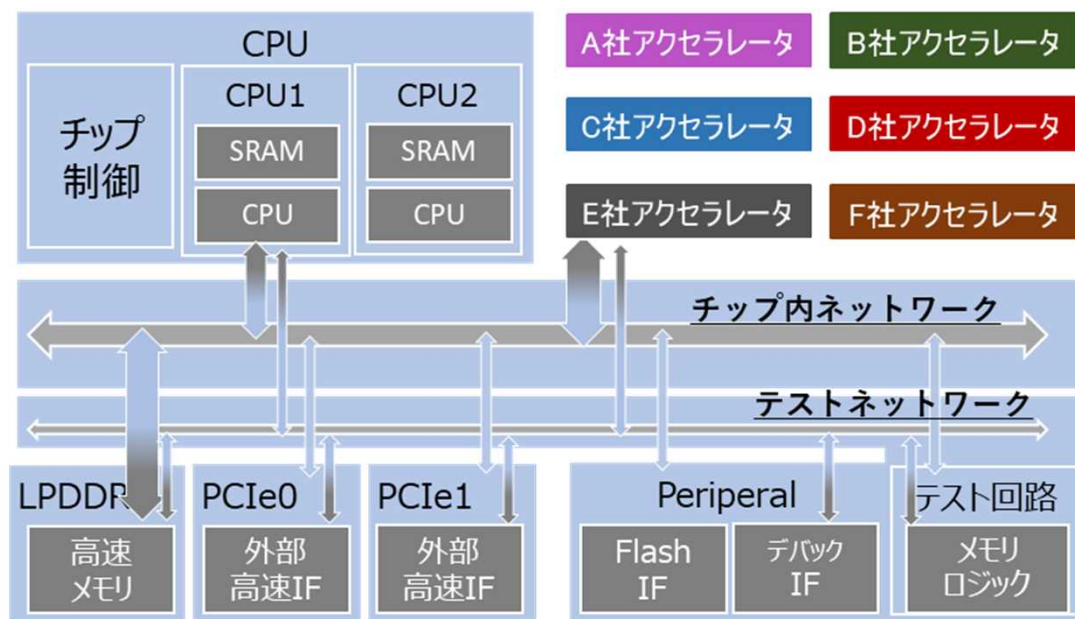 CPU
チップ
制御
CPU1
SRAM
CPU
CPU2
SRAM
CPU
A社アクセラレータ
B社アクセラレータ
C社アクセラレータ
D社アクセラレータ
E社アクセラレータ
F社アクセラレータ
チップ内ネットワーク
テストネットワーク
LPDDR
高速
メモリ
PCIe0
外部
高速IF
PCIe1
外部
高速IF
Periperal
Flash
IF
デバック
IF
テスト回路
メモリ
ロジック